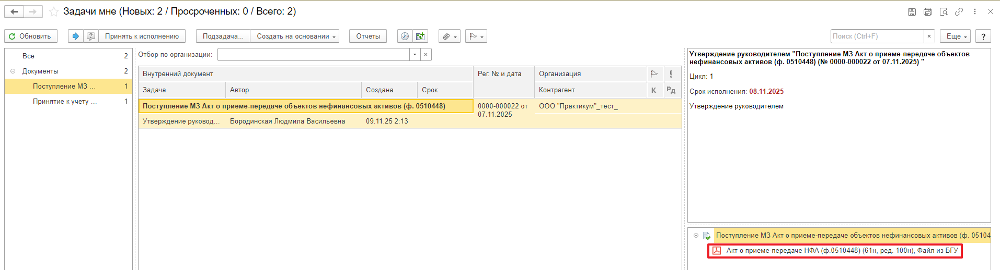 Задачи мне (Новых: 2 / Просроченных: 0 / Всего: 2)
Обновить
Принять к исполнению
Подзадача...
Создать на основании
Отчеты
Поиск (Ctrl+F)
×
Еще
?
Все 2
Документы 2
Поступление МЗ ... 1
Принятие к учету ... 1
Отбор по организации:
Внутренний документ
Рег. № и дата
Организация
Задача
Автор
Создана
Срок
Контрагент
К
Рд
Поступление МЗ Акт о приеме-передаче объектов нефинансовых активов (ф. 0510448)
0000-000022 от
07.11.2025
ООО "Практикум"_тест_
Утверждение руковод...
Бородинская Людмила Васильевна
09.11.25 2:13
Утверждение руководителем "Поступление МЗ Акт о приеме-передаче объектов
нефинансовых активов (ф. 0510448) (№ 0000-000022 от 07.11.2025) "
Цикл: 1
Срок исполнения: 08.11.2025
Утверждение руководителем
Поступление МЗ Акт о приеме-передаче объектов нефинансовых активов (ф. 05104
Акт о приеме-передаче НФА (ф.0510448) (61н, ред. 100н), Файл из БГУ